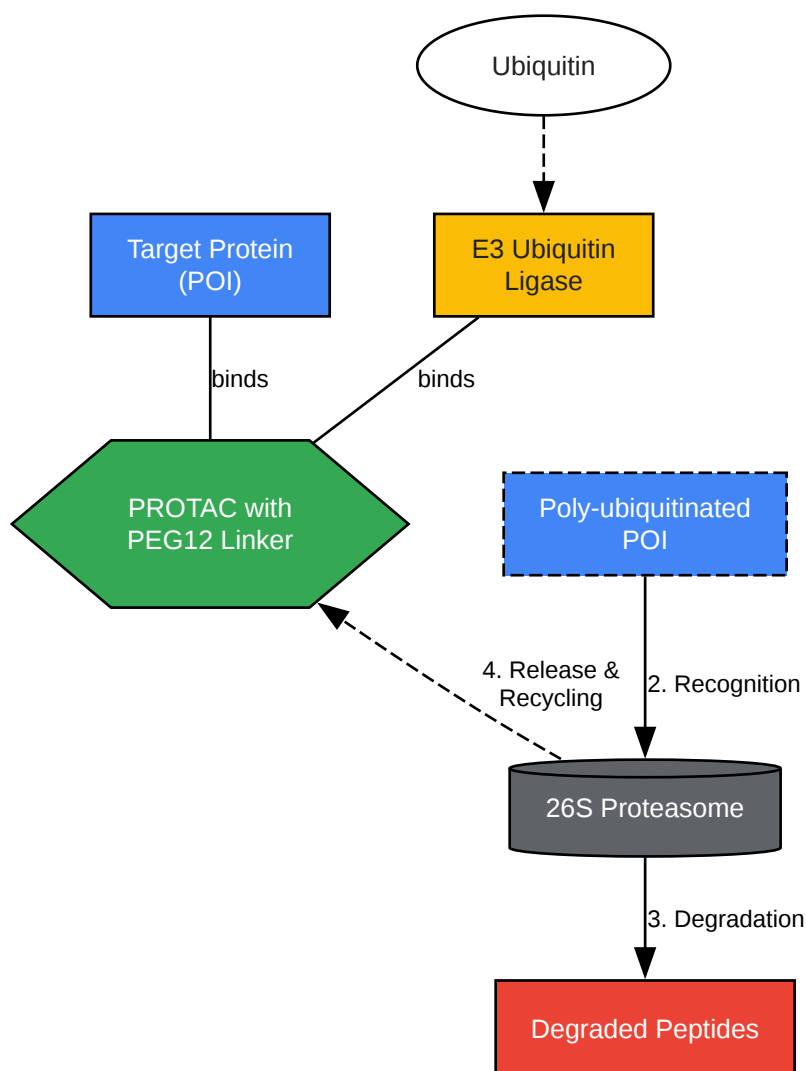 Ubiquitin
Target Protein
(POI)
E3 Ubiquitin
Ligase
binds
binds
PROTAC with
PEG12 Linker
Poly-ubiquitinated
POI
4. Release &
Recycling
2. Recognition
26S Proteasome
3. Degradation
Degraded Peptides